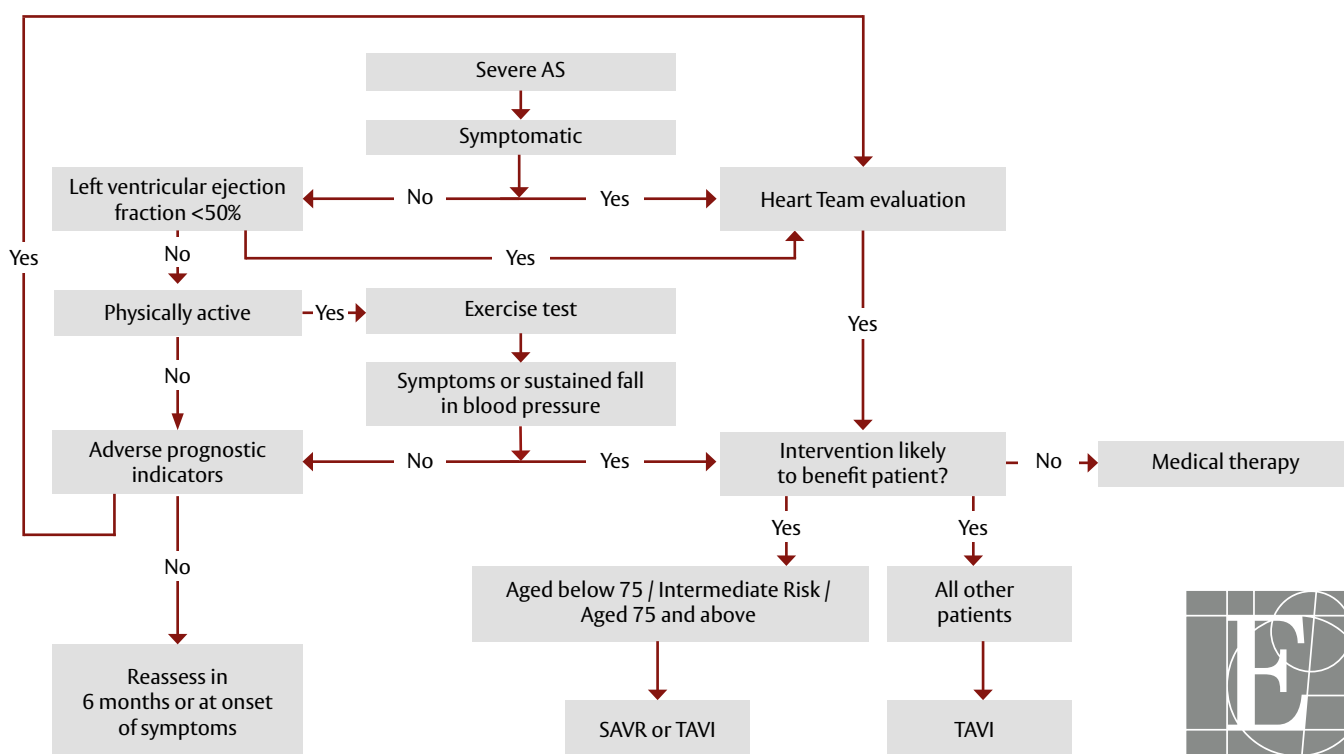 Severe AS
Symptomatic
Left ventricular ejection
fraction <50%
No
Yes
Heart Team evaluation
Yes
No
Yes
Physically active
Yes
Exercise test
Yes
No
Symptoms or sustained fall
in blood pressure
Adverse prognostic
indicators
No
Yes
Intervention likely
to benefit patient?
No
Medical therapy
Yes
Yes
No
Aged below 75 / Intermediate Risk /
Aged 75 and above
All other
patients
Reassess in
6 months or at onset
of symptoms
SAVR or TAVI
TAVI
E